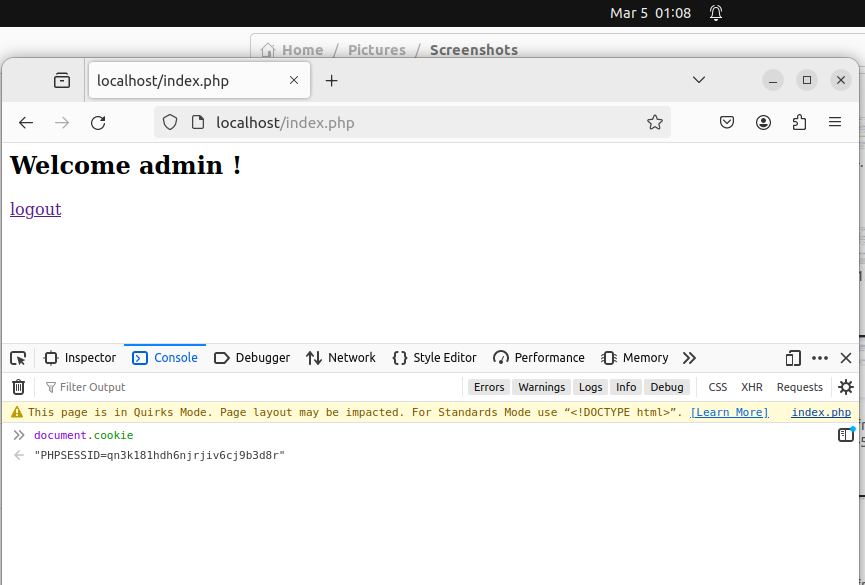 Mar 5 01:08
Home / Pictures / Screenshots
localhost/index.php
localhost/index.php
Welcome admin !
logout
Inspector Console Debugger Network Style Editor Performance Memory
Filter Output Errors Warnings Logs Info Debug CSS XHR Requests
This page is in Quirks Mode. Page layout may be impacted. For Standards Mode use “<!DOCTYPE html>”. [Learn More] index.php
document.cookie
"PHPSESSID=qn3k181hdh6njrjiv6cj9b3d8r"